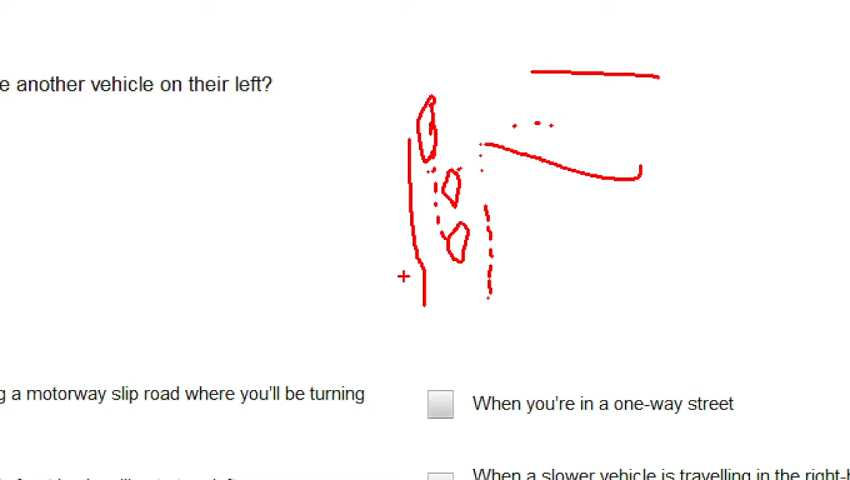 e another vehicle on their left?
g a motorway slip road where you'll be turning
When you're in a one-way street
When a slower vehicle is travelling in the right-h